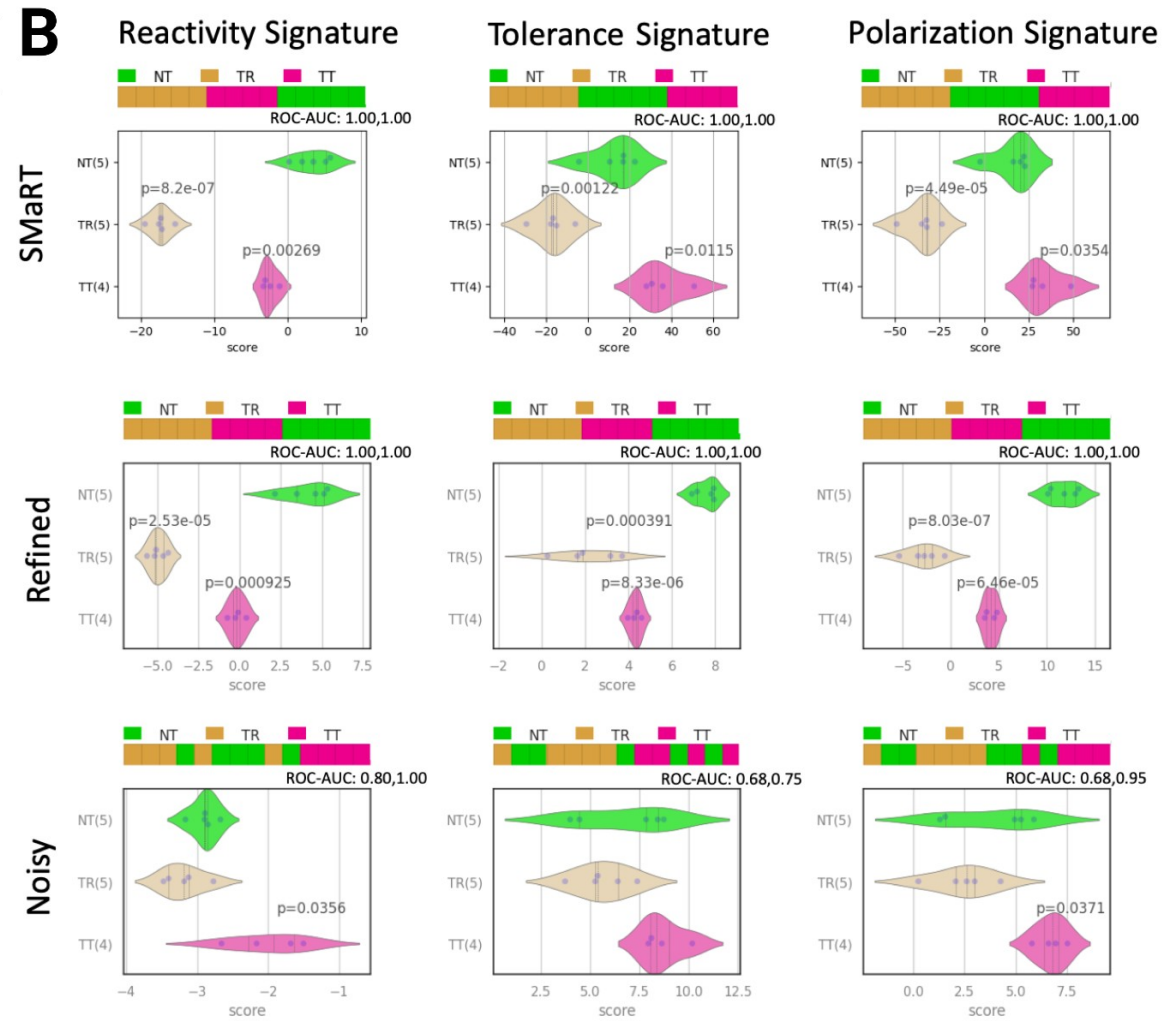 B
Reactivity Signature Tolerance Signature Polarization Signature
SMaRT
NT TR TT
ROC-AUC: 1.00,1.00
NT(5)
p=8.2e-07
TR(5)
p=0.00269
TT(4)
−20 −10 0 10
score
NT TR TT
ROC-AUC: 1.00,1.00
NT(5)
p=0.00122
TR(5)
p=0.0115
TT(4)
−40 −20 0 20 40 60
score
NT TR TT
ROC-AUC: 1.00,1.00
NT(5)
p=4.49e-05
TR(5)
p=0.0354
TT(4)
−50 −25 0 25 50
score
Refined
NT TR TT
ROC-AUC: 1.00,1.00
NT(5)
p=2.53e-05
TR(5)
p=0.000925
TT(4)
−5.0 −2.5 0.0 2.5 5.0 7.5
score
NT TR TT
ROC-AUC: 1.00,1.00
NT(5)
p=0.000391
TR(5)
p=8.33e-06
TT(4)
−2 0 2 4 6 8
score
NT TR TT
ROC-AUC: 1.00,1.00
NT(5)
p=8.03e-07
TR(5)
p=6.46e-05
TT(4)
−5 0 5 10 15
score
Noisy
NT TR TT
ROC-AUC: 0.80,1.00
NT(5)
TR(5)
p=0.0356
TT(4)
−4 −3 −2 −1
score
NT TR TT
ROC-AUC: 0.68,0.75
NT(5)
TR(5)
TT(4)
2.5 5.0 7.5 10.0 12.5
score
NT TR TT
ROC-AUC: 0.68,0.95
NT(5)
TR(5)
p=0.0371
TT(4)
0.0 2.5 5.0 7.5
score